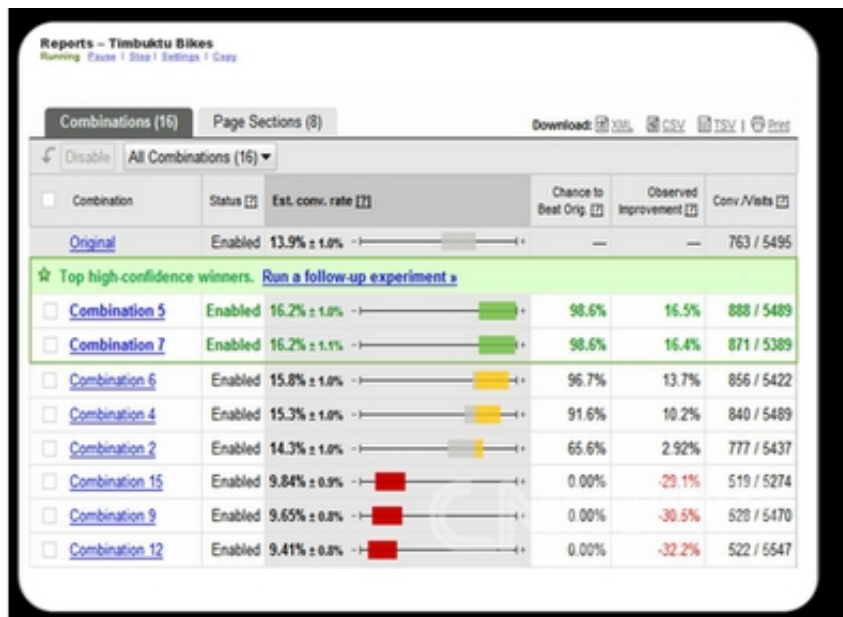 Reports – Timbuktu Bikes
Running Pause | Stop | Settings | Copy
Combinations (16) Page Sections (8) Download: XML CSV TSV | Print
Disable All Combinations (16)
Combination Status [?] Est. conv. rate [?] Chance to Beat Orig. [?] Observed Improvement [?] Conv./Visits [?]
Original Enabled 13.9% ± 1.0% — — 763 / 5495
Top high-confidence winners. Run a follow-up experiment »
Combination 5 Enabled 16.2% ± 1.0% 98.6% 16.5% 888 / 5489
Combination 7 Enabled 16.2% ± 1.1% 98.6% 16.4% 871 / 5389
Combination 6 Enabled 15.8% ± 1.0% 96.7% 13.7% 856 / 5422
Combination 4 Enabled 15.3% ± 1.0% 91.6% 10.2% 840 / 5489
Combination 2 Enabled 14.3% ± 1.0% 65.6% 2.92% 777 / 5437
Combination 15 Enabled 9.84% ± 0.9% 0.00% -29.1% 519 / 5274
Combination 9 Enabled 9.65% ± 0.8% 0.00% -30.5% 528 / 5470
Combination 12 Enabled 9.41% ± 0.8% 0.00% -32.2% 522 / 5547